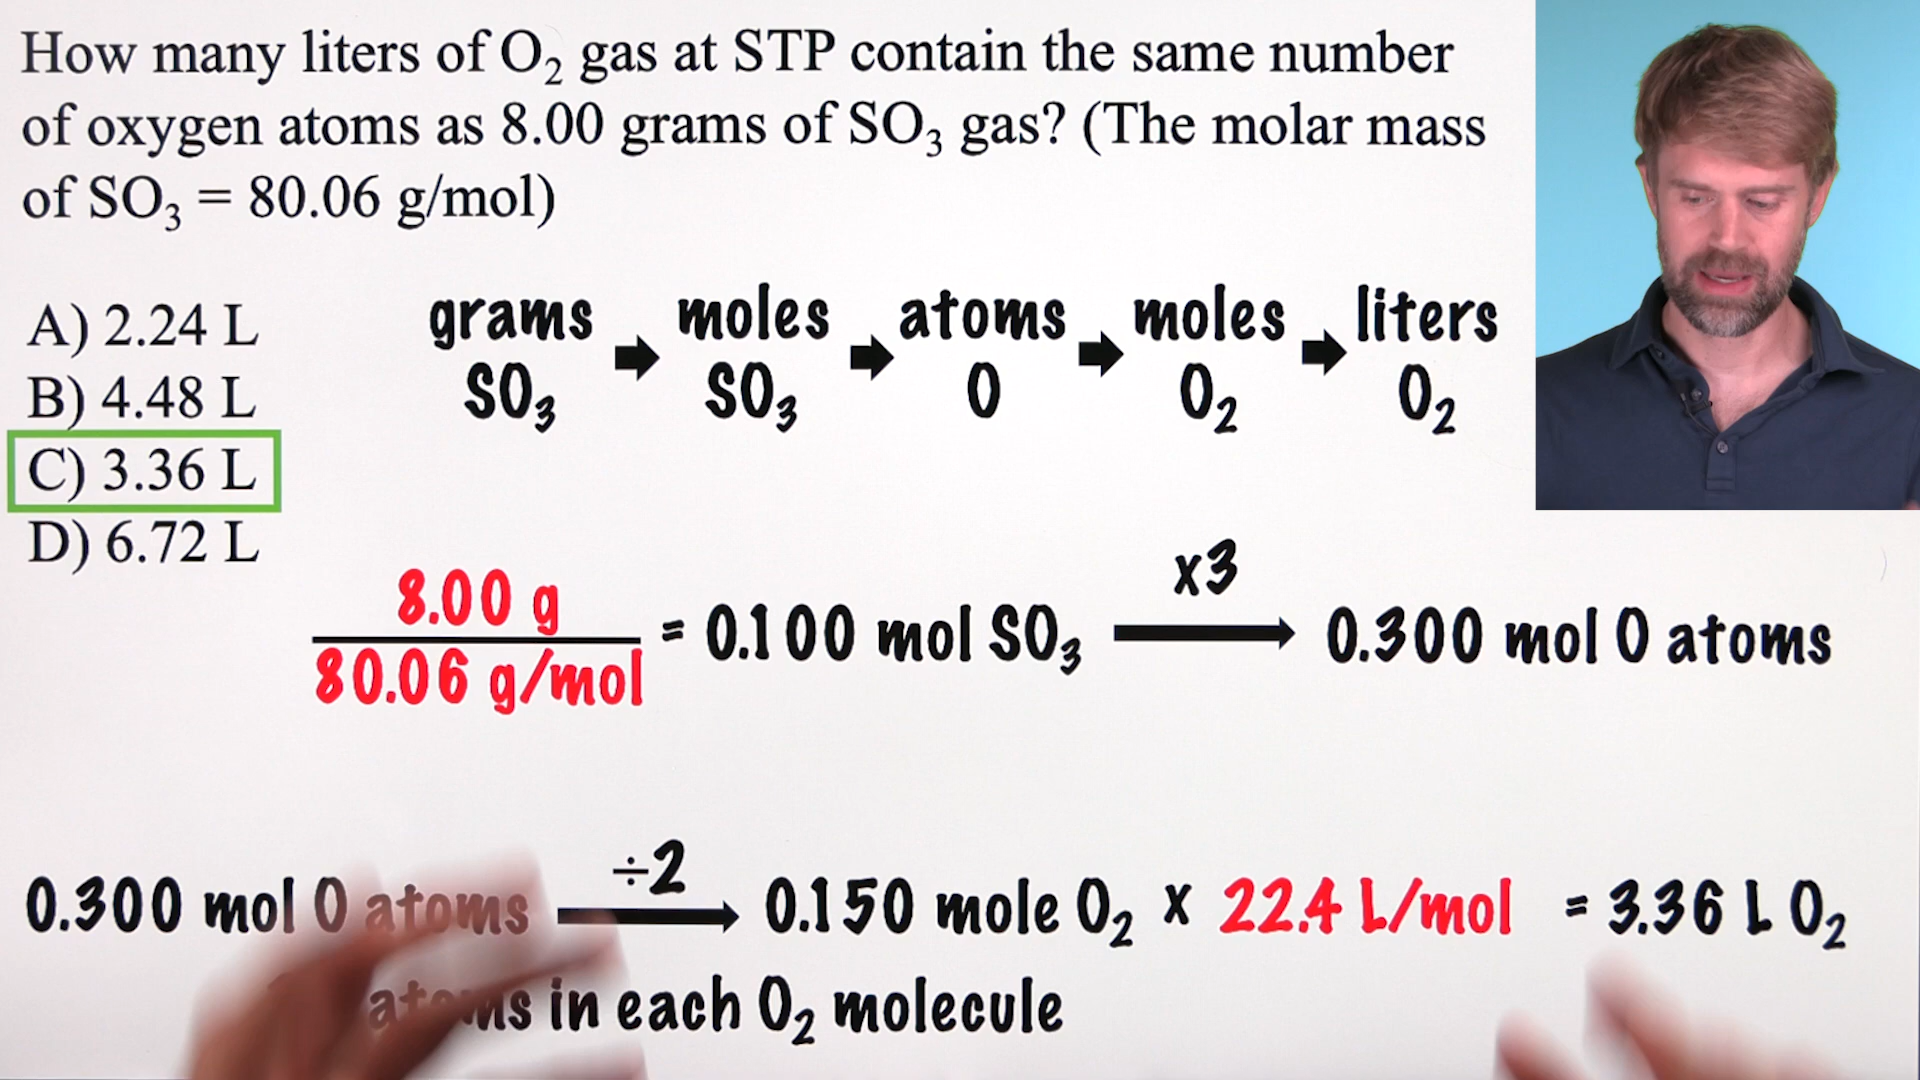 How many liters of O₂ gas at STP contain the same number
of oxygen atoms as 8.00 grams of SO₃ gas? (The molar mass
of SO₃ = 80.06 g/mol)
A) 2.24 L
B) 4.48 L
C) 3.36 L
D) 6.72 L
grams SO₃ → moles SO₃ → atoms O → moles O₂ → liters O₂
x3
8.00 g
80.06 g/mol
= 0.100 mol SO₃ → 0.300 mol O atoms
÷2
0.300 mol O atoms → 0.150 mole O₂ x 22.4 L/mol = 3.36 L O₂
atoms in each O₂ molecule